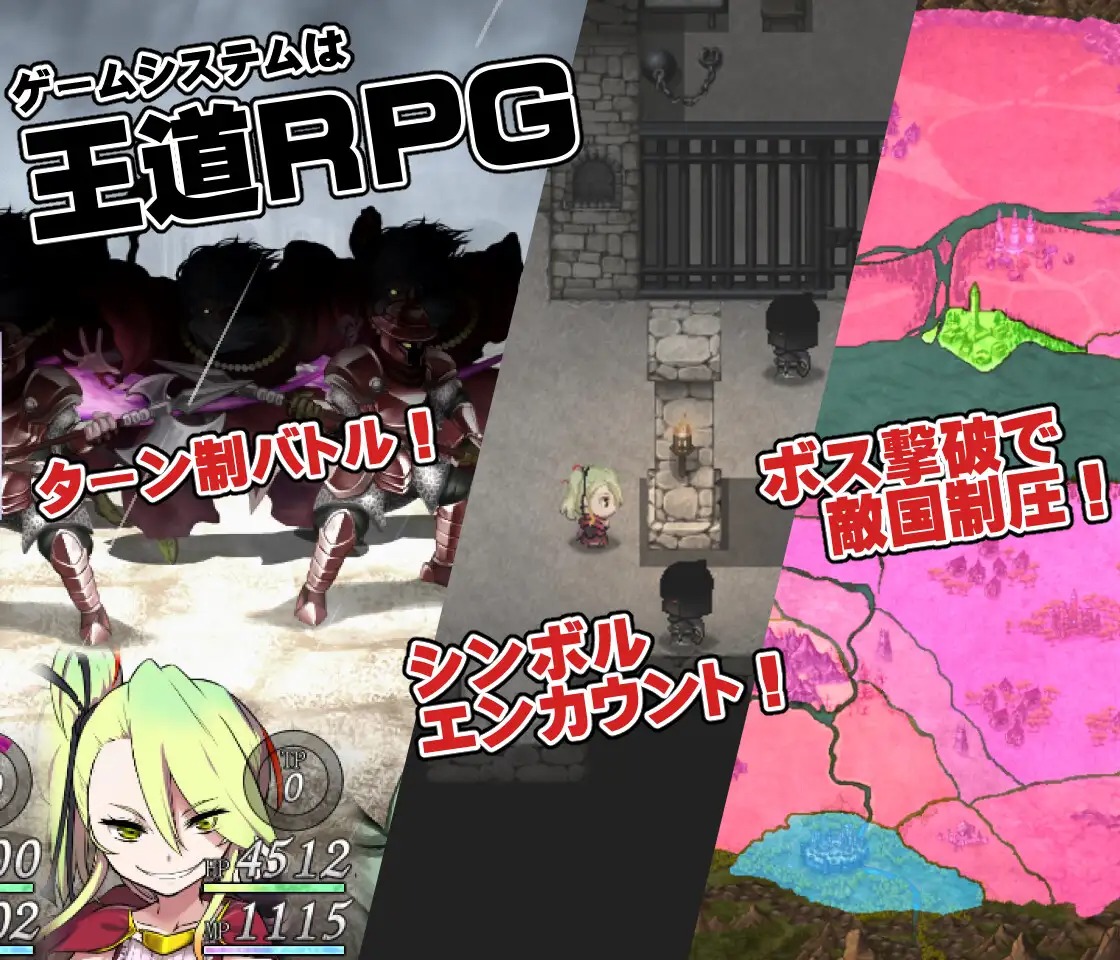 ゲームシステムは
王道RPG
ターン制バトル！
シンボル
エンカウント！
ボス撃破で
敵国制圧！
TP
0
00
HP 4512
02
MP 1115